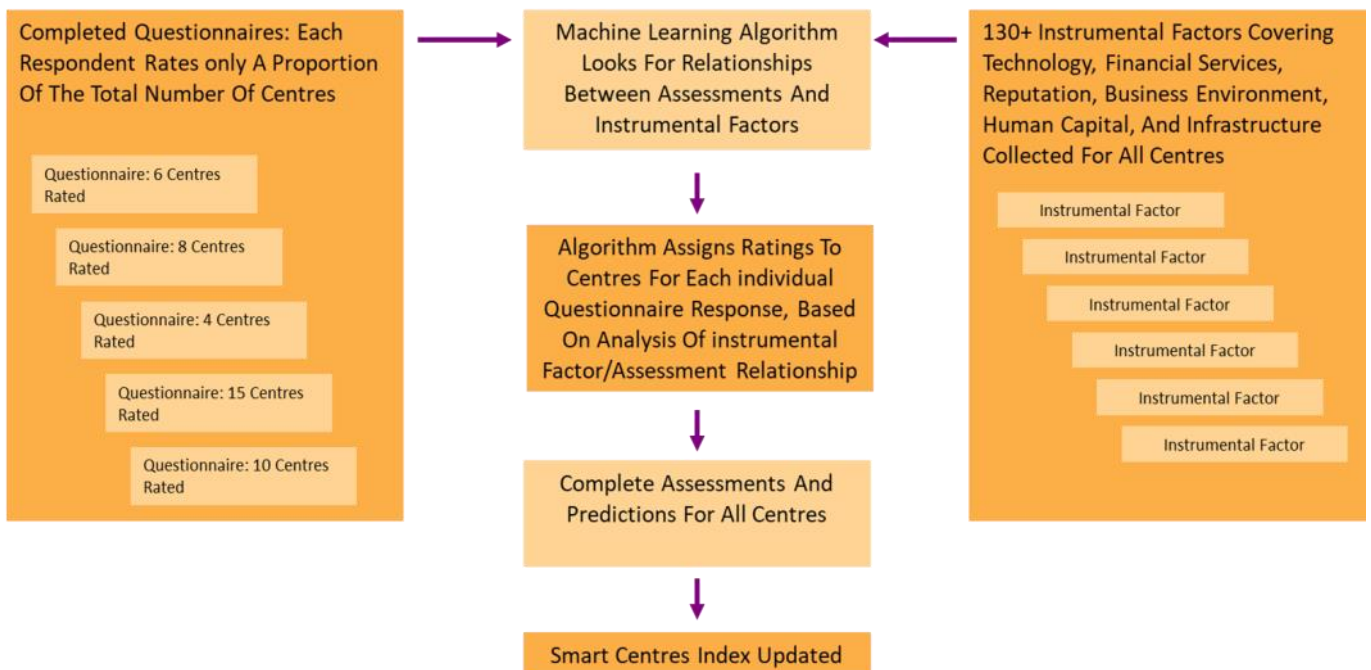 Completed Questionnaires: Each
Respondent Rates only A Proportion
Of The Total Number Of Centres
Questionnaire: 6 Centres
Rated
Questionnaire: 8 Centres
Rated
Questionnaire: 4 Centres
Rated
Questionnaire: 15 Centres
Rated
Questionnaire: 10 Centres
Rated
Machine Learning Algorithm
Looks For Relationships
Between Assessments And
Instrumental Factors
Algorithm Assigns Ratings To
Centres For Each individual
Questionnaire Response, Based
On Analysis Of instrumental
Factor/Assessment Relationship
Complete Assessments And
Predictions For All Centres
Smart Centres Index Updated
130+ Instrumental Factors Covering
Technology, Financial Services,
Reputation, Business Environment,
Human Capital, And Infrastructure
Collected For All Centres
Instrumental Factor
Instrumental Factor
Instrumental Factor
Instrumental Factor
Instrumental Factor
Instrumental Factor